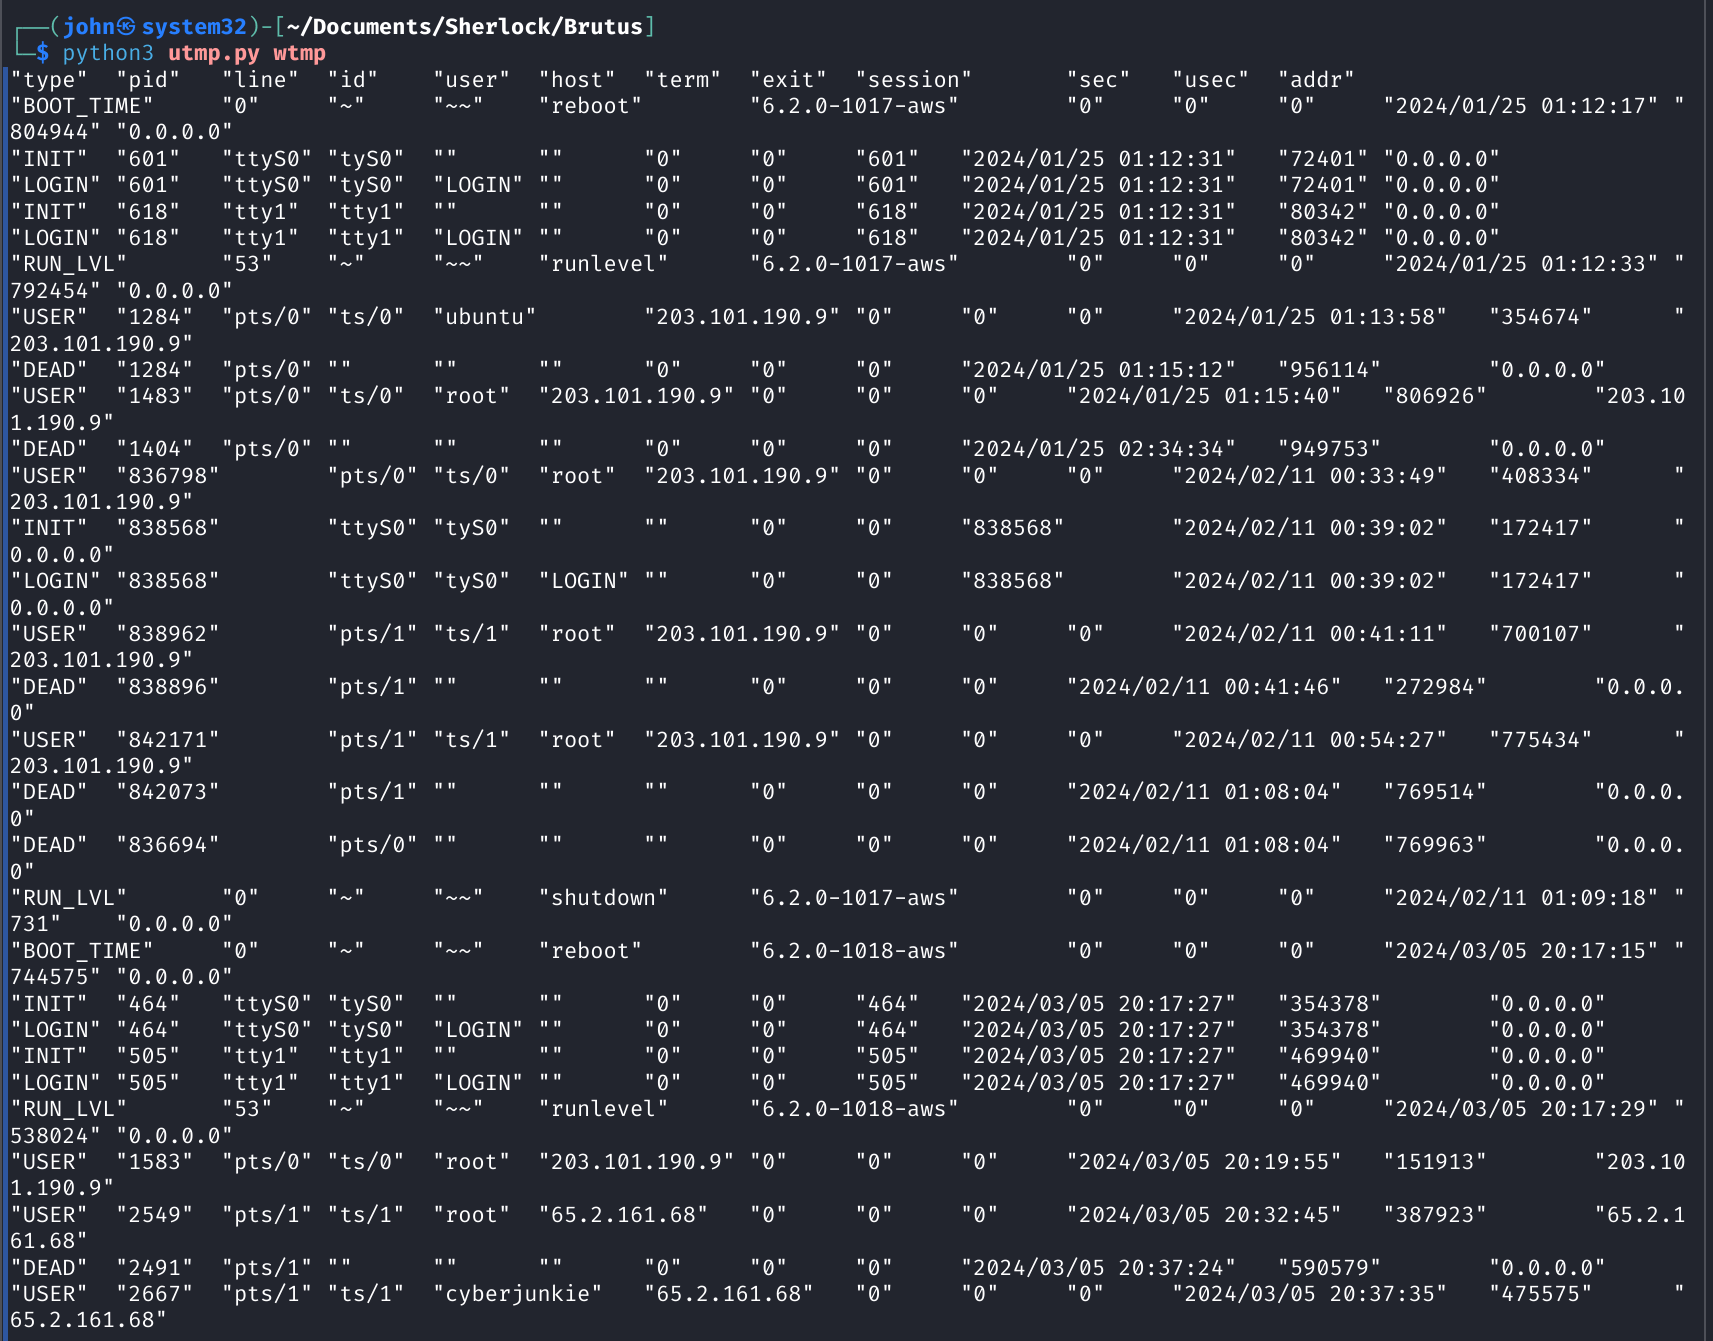 ┌──(john㉿system32)-[~/Documents/Sherlock/Brutus]
└─$ python3 utmp.py wtmp
"type"  "pid"   "line"  "id"    "user"  "host"  "term"  "exit"  "session"       "sec"   "usec"  "addr"
"BOOT_TIME"     "0"     "~"     "~~"    "reboot"        "6.2.0-1017-aws"        "0"     "0"     "0"     "2024/01/25 01:12:17" "
804944" "0.0.0.0"
"INIT"  "601"   "ttyS0" "tyS0"  ""      ""      "0"     "0"     "601"   "2024/01/25 01:12:31"   "72401" "0.0.0.0"
"LOGIN" "601"   "ttyS0" "tyS0"  "LOGIN" ""      "0"     "0"     "601"   "2024/01/25 01:12:31"   "72401" "0.0.0.0"
"INIT"  "618"   "tty1"  "tty1"  ""      ""      "0"     "0"     "618"   "2024/01/25 01:12:31"   "80342" "0.0.0.0"
"LOGIN" "618"   "tty1"  "tty1"  "LOGIN" ""      "0"     "0"     "618"   "2024/01/25 01:12:31"   "80342" "0.0.0.0"
"RUN_LVL"       "53"    "~"     "~~"    "runlevel"      "6.2.0-1017-aws"        "0"     "0"     "0"     "2024/01/25 01:12:33" "
792454" "0.0.0.0"
"USER"  "1284"  "pts/0" "ts/0"  "ubuntu"        "203.101.190.9" "0"     "0"     "0"     "2024/01/25 01:13:58"   "354674"      "
203.101.190.9"
"DEAD"  "1284"  "pts/0" ""      ""      ""      "0"     "0"     "0"     "2024/01/25 01:15:12"   "956114"        "0.0.0.0"
"USER"  "1483"  "pts/0" "ts/0"  "root"  "203.101.190.9" "0"     "0"     "0"     "2024/01/25 01:15:40"   "806926"        "203.10
1.190.9"
"DEAD"  "1404"  "pts/0" ""      ""      ""      "0"     "0"     "0"     "2024/01/25 02:34:34"   "949753"        "0.0.0.0"
"USER"  "836798"        "pts/0" "ts/0"  "root"  "203.101.190.9" "0"     "0"     "0"     "2024/02/11 00:33:49"   "408334"      "
203.101.190.9"
"INIT"  "838568"        "ttyS0" "tyS0"  ""      ""      "0"     "0"     "838568"        "2024/02/11 00:39:02"   "172417"      "
0.0.0.0"
"LOGIN" "838568"        "ttyS0" "tyS0"  "LOGIN" ""      "0"     "0"     "838568"        "2024/02/11 00:39:02"   "172417"      "
0.0.0.0"
"USER"  "838962"        "pts/1" "ts/1"  "root"  "203.101.190.9" "0"     "0"     "0"     "2024/02/11 00:41:11"   "700107"      "
203.101.190.9"
"DEAD"  "838896"        "pts/1" ""      ""      ""      "0"     "0"     "0"     "2024/02/11 00:41:46"   "272984"        "0.0.0.
0"
"USER"  "842171"        "pts/1" "ts/1"  "root"  "203.101.190.9" "0"     "0"     "0"     "2024/02/11 00:54:27"   "775434"      "
203.101.190.9"
"DEAD"  "842073"        "pts/1" ""      ""      ""      "0"     "0"     "0"     "2024/02/11 01:08:04"   "769514"        "0.0.0.
0"
"DEAD"  "836694"        "pts/0" ""      ""      ""      "0"     "0"     "0"     "2024/02/11 01:08:04"   "769963"        "0.0.0.
0"
"RUN_LVL"       "0"     "~"     "~~"    "shutdown"      "6.2.0-1017-aws"        "0"     "0"     "0"     "2024/02/11 01:09:18" "
731"    "0.0.0.0"
"BOOT_TIME"     "0"     "~"     "~~"    "reboot"        "6.2.0-1018-aws"        "0"     "0"     "0"     "2024/03/05 20:17:15" "
744575" "0.0.0.0"
"INIT"  "464"   "ttyS0" "tyS0"  ""      ""      "0"     "0"     "464"   "2024/03/05 20:17:27"   "354378"        "0.0.0.0"
"LOGIN" "464"   "ttyS0" "tyS0"  "LOGIN" ""      "0"     "0"     "464"   "2024/03/05 20:17:27"   "354378"        "0.0.0.0"
"INIT"  "505"   "tty1"  "tty1"  ""      ""      "0"     "0"     "505"   "2024/03/05 20:17:27"   "469940"        "0.0.0.0"
"LOGIN" "505"   "tty1"  "tty1"  "LOGIN" ""      "0"     "0"     "505"   "2024/03/05 20:17:27"   "469940"        "0.0.0.0"
"RUN_LVL"       "53"    "~"     "~~"    "runlevel"      "6.2.0-1018-aws"        "0"     "0"     "0"     "2024/03/05 20:17:29" "
538024" "0.0.0.0"
"USER"  "1583"  "pts/0" "ts/0"  "root"  "203.101.190.9" "0"     "0"     "0"     "2024/03/05 20:19:55"   "151913"        "203.10
1.190.9"
"USER"  "2549"  "pts/1" "ts/1"  "root"  "65.2.161.68"   "0"     "0"     "0"     "2024/03/05 20:32:45"   "387923"        "65.2.1
61.68"
"DEAD"  "2491"  "pts/1" ""      ""      ""      "0"     "0"     "0"     "2024/03/05 20:37:24"   "590579"        "0.0.0.0"
"USER"  "2667"  "pts/1" "ts/1"  "cyberjunkie"   "65.2.161.68"   "0"     "0"     "0"     "2024/03/05 20:37:35"   "475575"      "
65.2.161.68"